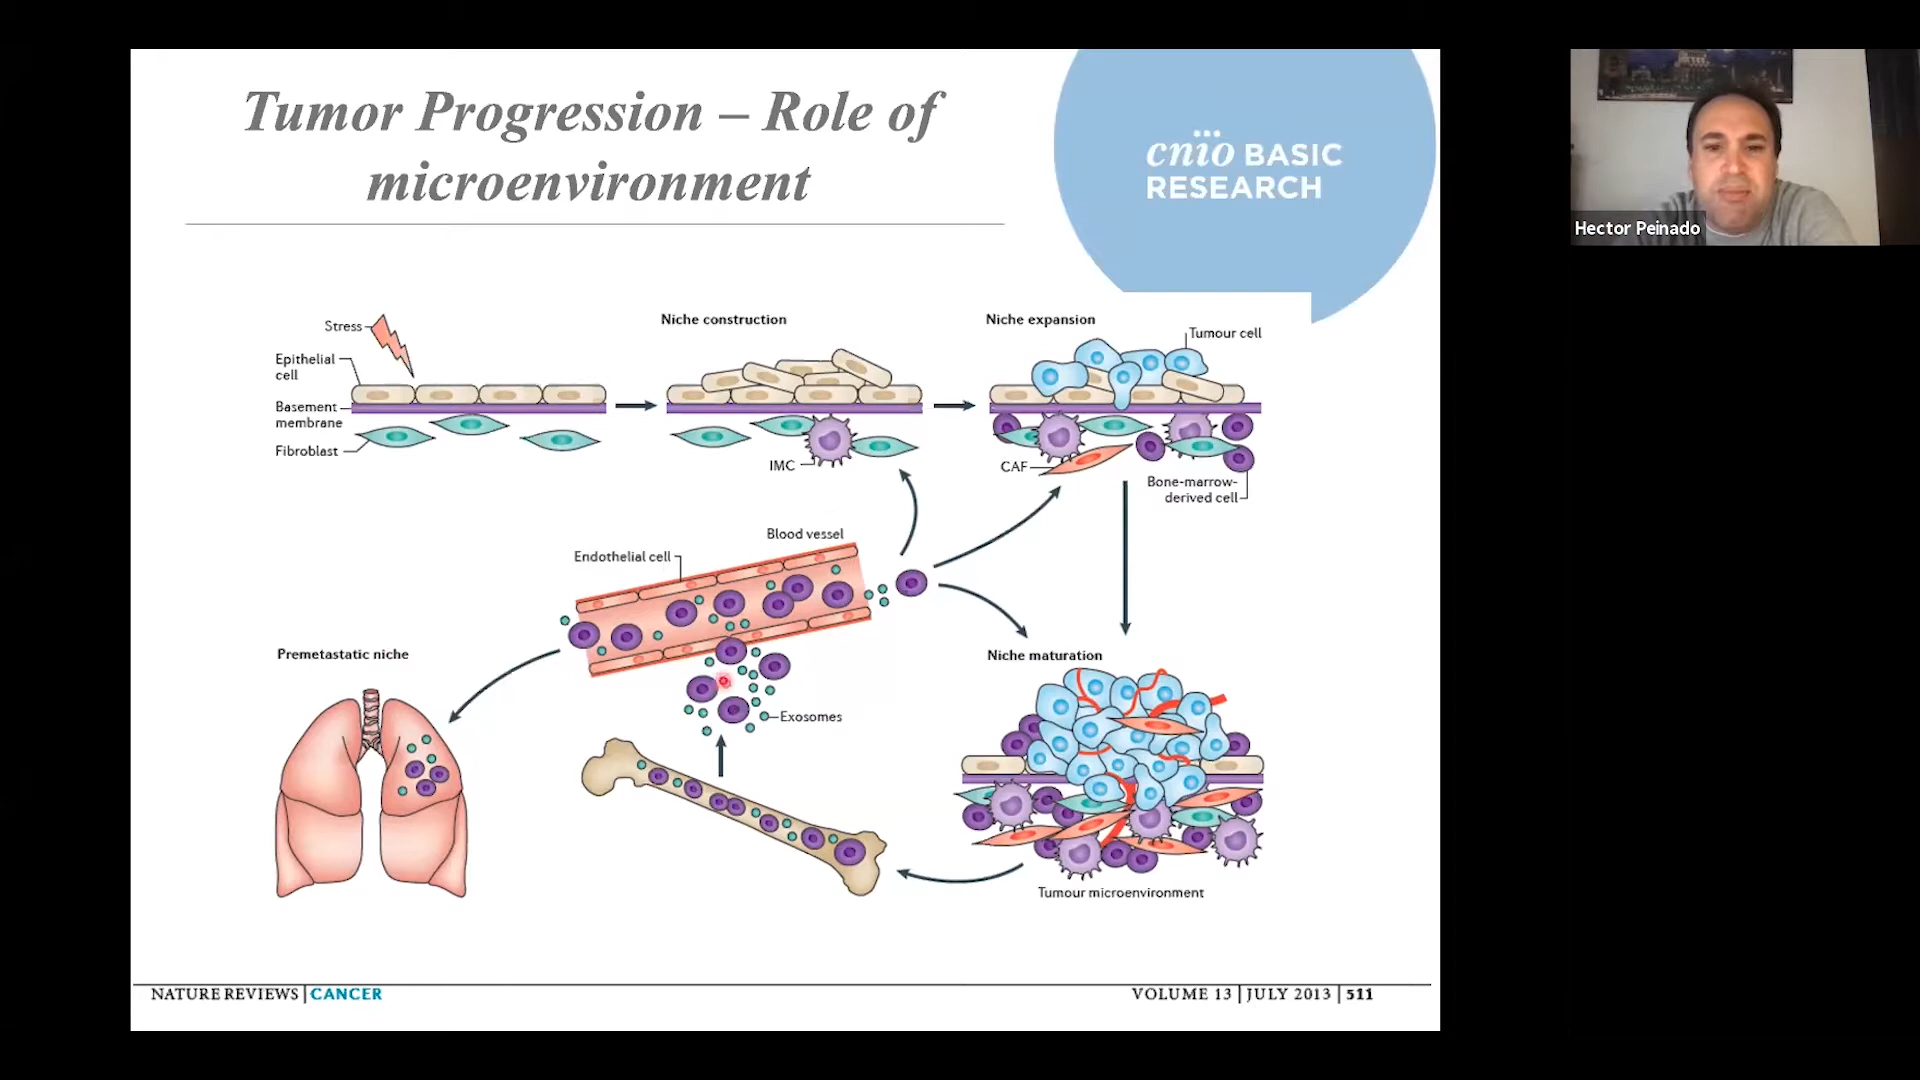 Tumor Progression – Role of
microenvironment
cnio BASIC
RESEARCH
Hector Peinado
Stress
Epithelial
cell
Basement
membrane
Fibroblast
Niche construction
IMC
Niche expansion
Tumour cell
CAF
Bone-marrow-
derived cell
Blood vessel
Endothelial cell
Exosomes
Premetastatic niche
Niche maturation
Tumour microenvironment
NATURE REVIEWS | CANCER
VOLUME 13 | JULY 2013 | 511